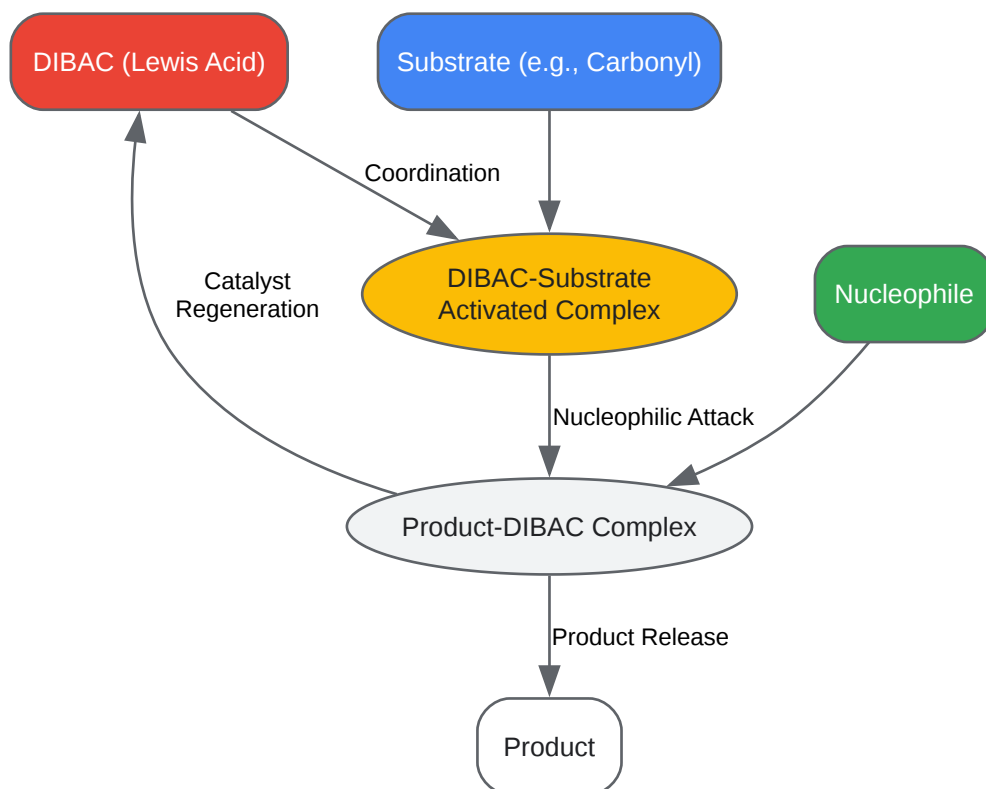 DIBAC (Lewis Acid)
Substrate (e.g., Carbonyl)
Coordination
DIBAC-Substrate
Activated Complex
Catalyst
Regeneration
Nucleophile
Nucleophilic Attack
Product-DIBAC Complex
Product Release
Product